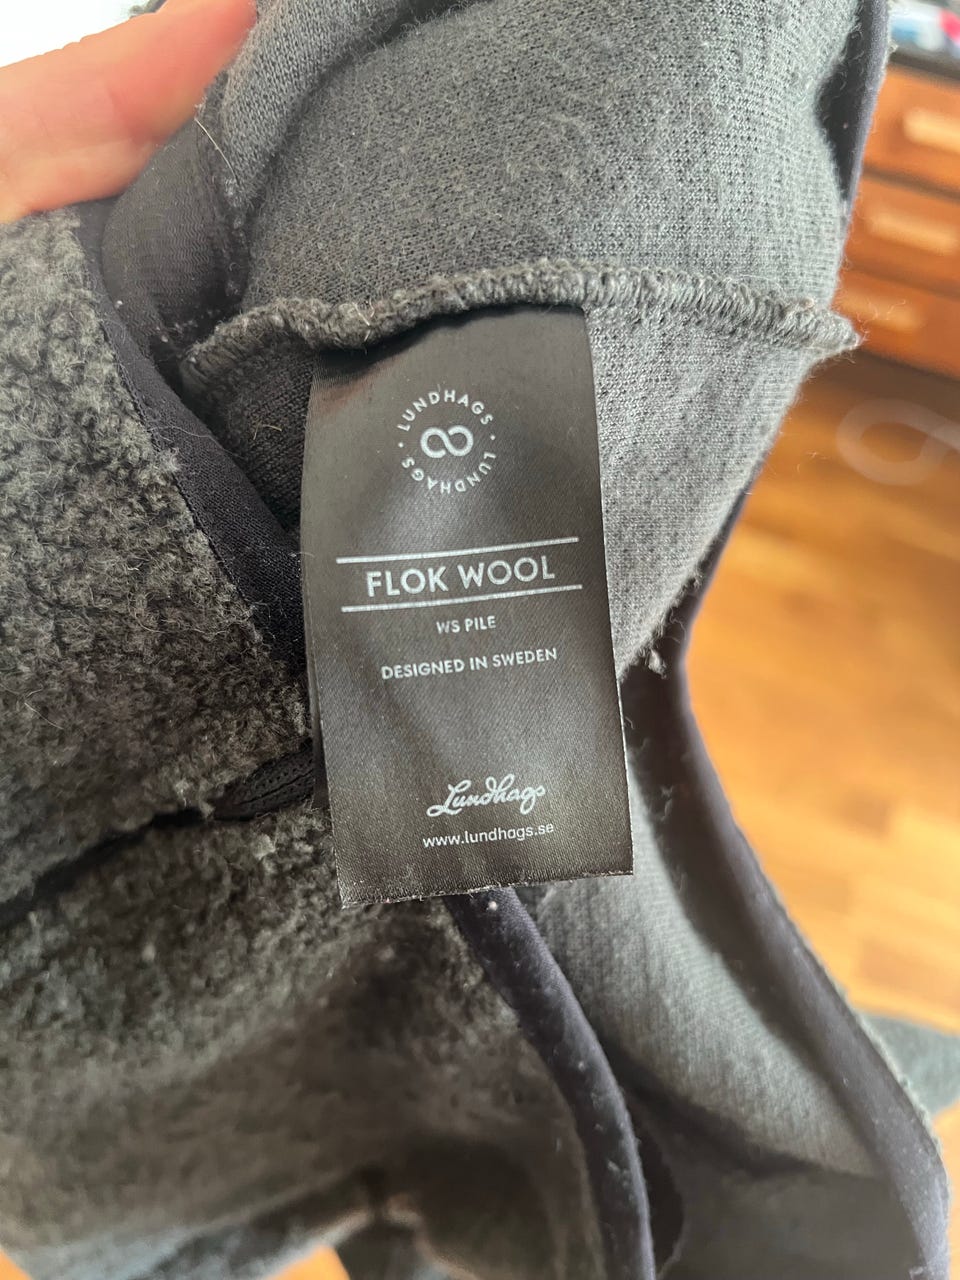 · LUNDHAGS · LUNDHAGS
FLOK WOOL
WS PILE
DESIGNED IN SWEDEN
Lundhags
www.lundhags.se